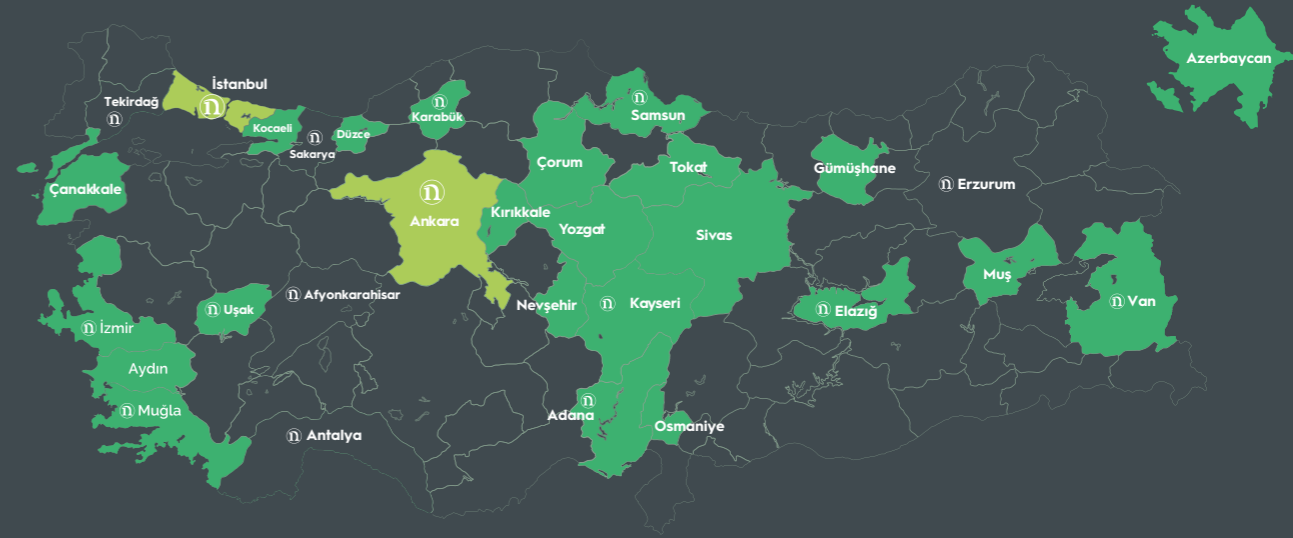 Azerbaycan
İstanbul
Tekirdağ
Kocaeli
Düzce
Karabük
Samsun
Sakarya
Çorum
Tokat
Gümüşhane
Erzurum
Çanakkale
Ankara
Kırıkkale
Yozgat
Sivas
Muş
Afyonkarahisar
Nevşehir
Kayseri
Van
Uşak
Elazığ
İzmir
Aydın
Muğla
Adana
Osmaniye
Antalya